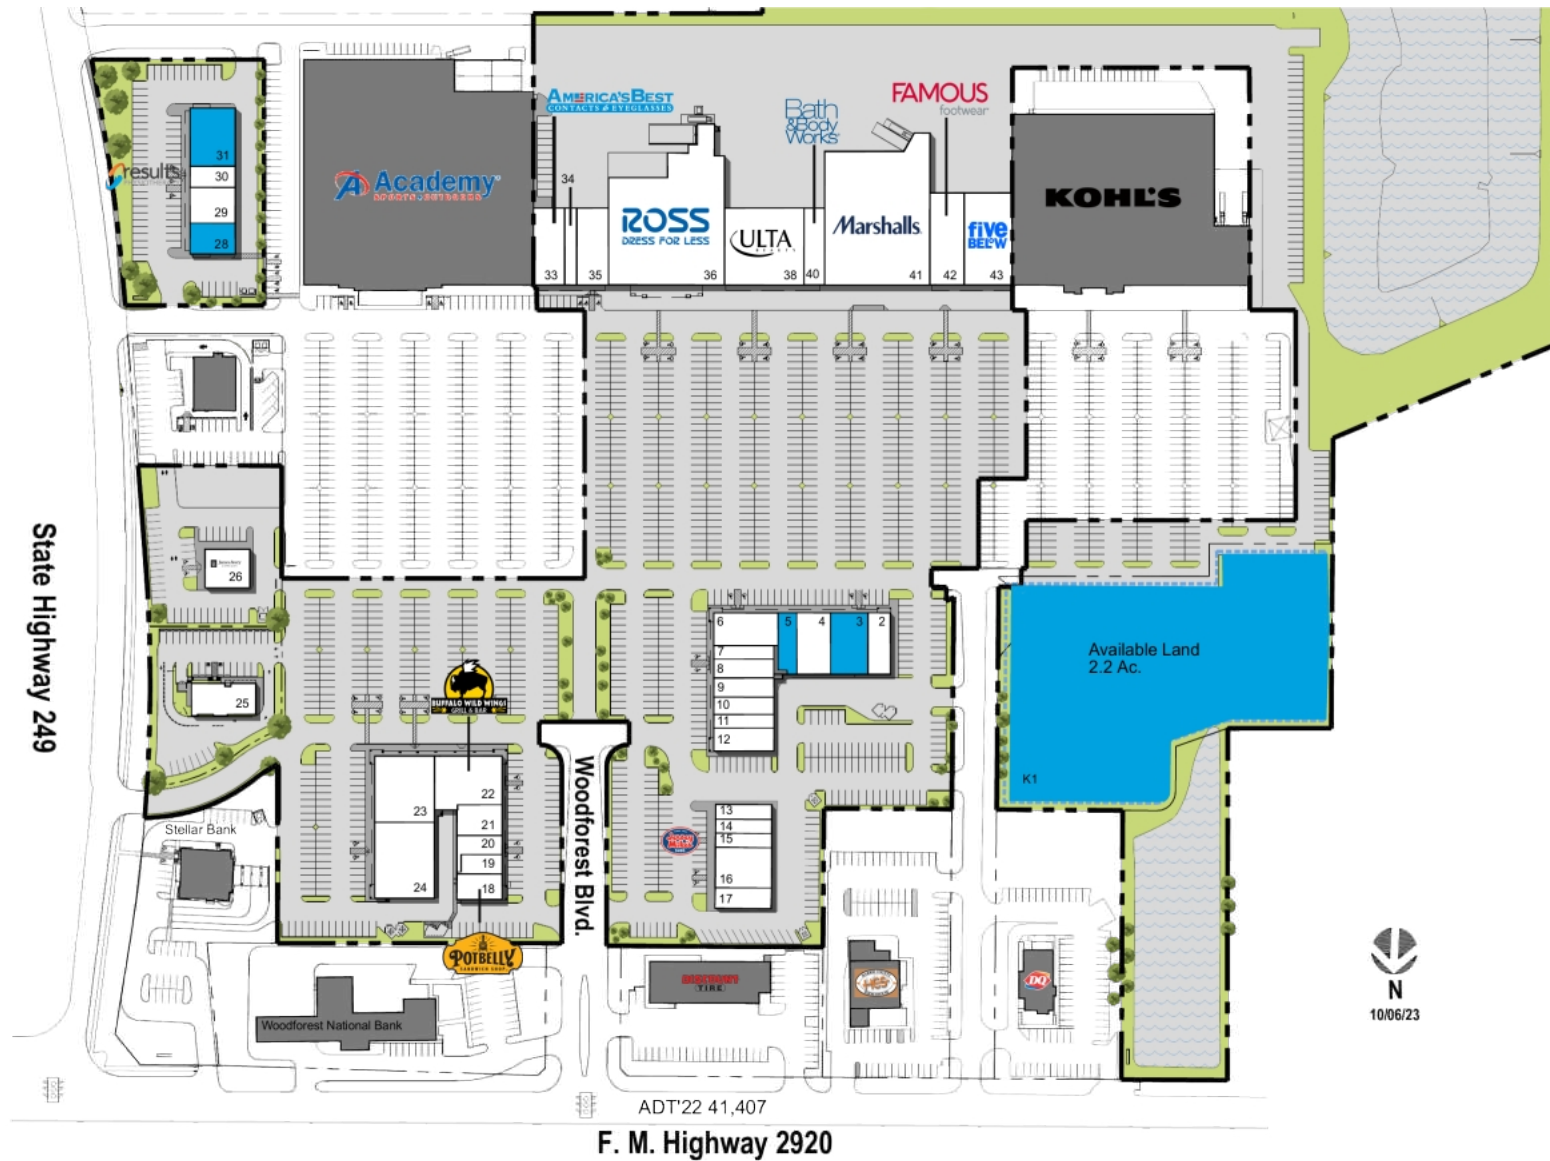 AMERICA'S BEST
CONTACTS & EYEGLASSES
Bath
& Body
Works
FAMOUS
footwear
31
results
30
29
28
Academy
SPORTS + OUTDOORS
34
33
35
ROSS
DRESS FOR LESS
36
ULTA
BEAUTY
38
40
Marshalls
41
42
five
BEL W
43
KOHL'S
26
25
State Highway 249
BUFFALO WILD WINGS
GRILL & BAR
6
5
4
3
2
7
8
9
10
11
12
Available Land
2.2 Ac.
K1
Woodforest Blvd.
23
22
21
20
19
18
24
13
14
15
16
17
Stellar Bank
POTBELLY
SANDWICH SHOP
Woodforest National Bank
DISCOUNT
TIRE
DQ
N
10/06/23
ADT'22 41,407
F. M. Highway 2920